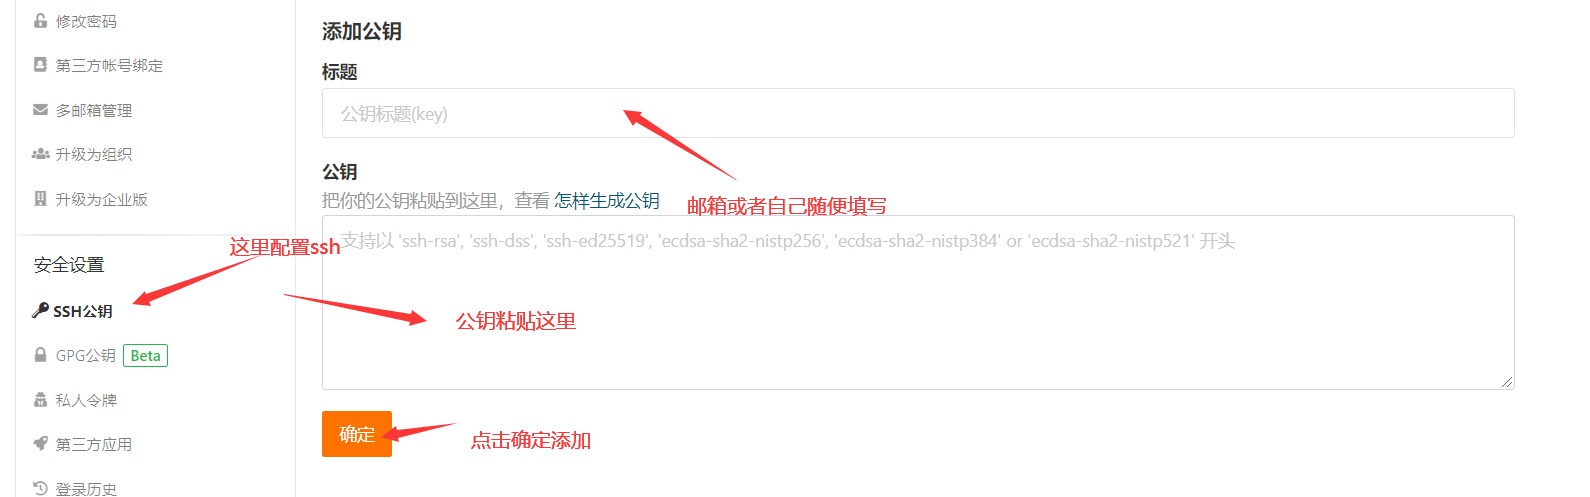 修改密码
第三方帐号绑定
多邮箱管理
升级为组织
升级为企业版
安全设置
SSH公钥
GPG公钥 Beta
私人令牌
第三方应用
登录历史
添加公钥
标题
公钥标题(key)
公钥
把你的公钥粘贴到这里，查看 怎样生成公钥
邮箱或者自己随便填写
支持以 'ssh-rsa', 'ssh-dss', 'ssh-ed25519', 'ecdsa-sha2-nistp256', 'ecdsa-sha2-nistp384' or 'ecdsa-sha2-nistp521' 开头
这里配置ssh
公钥粘贴这里
确定
点击确定添加